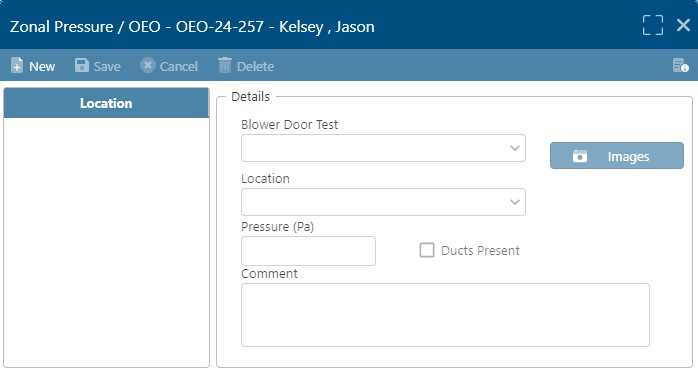 Zonal Pressure / OEO - OEO-24-257 - Kelsey , Jason
New Save Cancel Delete
Location
Details
Blower Door Test
Images
Location
Pressure (Pa)
Ducts Present
Comment